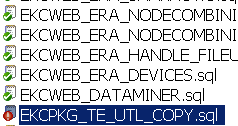 EKCWEB_ERA_NODECOMBINI
EKCWEB_ERA_NODECOMBINI
EKCWEB_ERA_HANDLE_FILEU
EKCWEB_ERA_DEVICES.sql
EKCWEB_DATAMINER.sql
EKCPKG_TE_UTL_COPY.sql